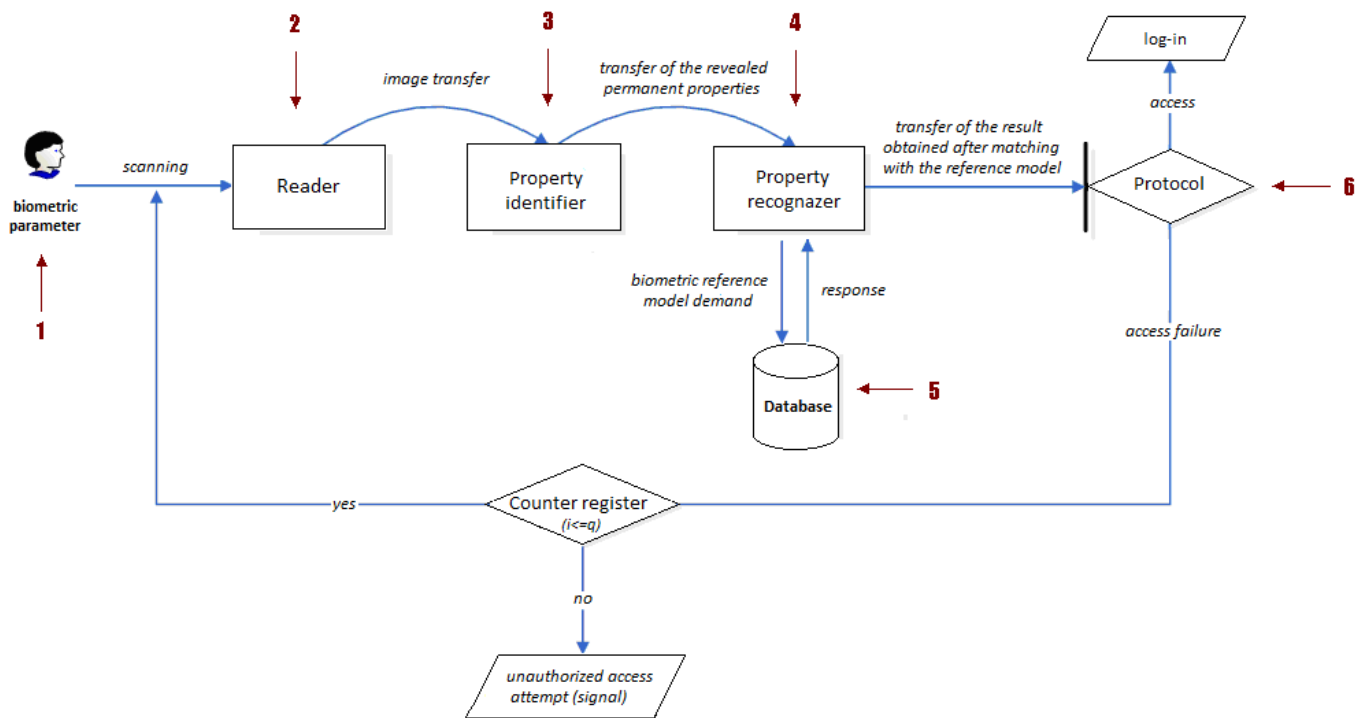 2
3
4
log-in
image transfer
transfer of the revealed
permanent properties
access
transfer of the result
obtained after matching
with the reference model
scanning
Reader
Property
identifier
Property
recognazer
Protocol
6
biometric
parameter
1
biometric reference
model demand
response
access failure
Database
5
yes
Counter register
(i<=q)
no
unauthorized access
attempt (signal)